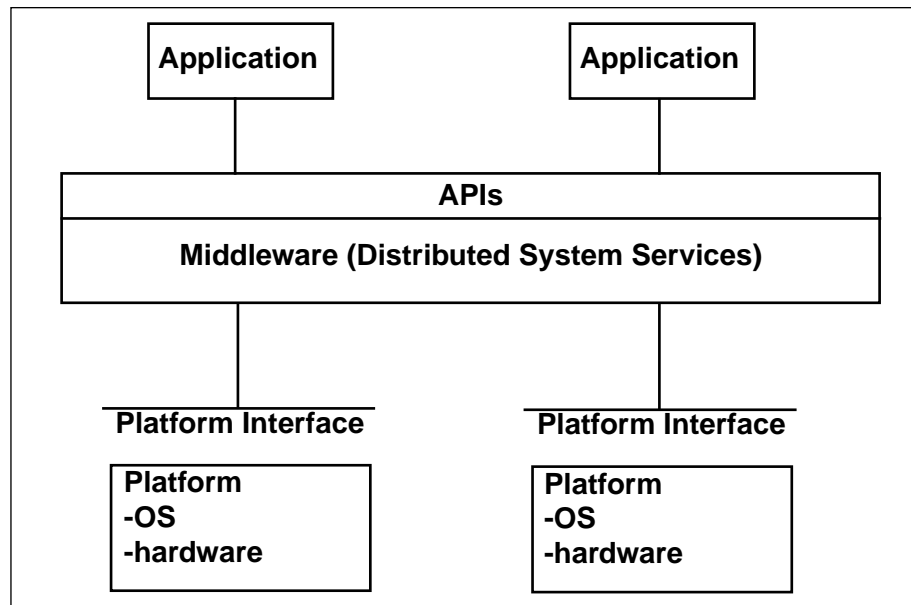 Application
Application
APIs
Middleware (Distributed System Services)
Platform Interface
Platform Interface
Platform
-OS
-hardware
Platform
-OS
-hardware